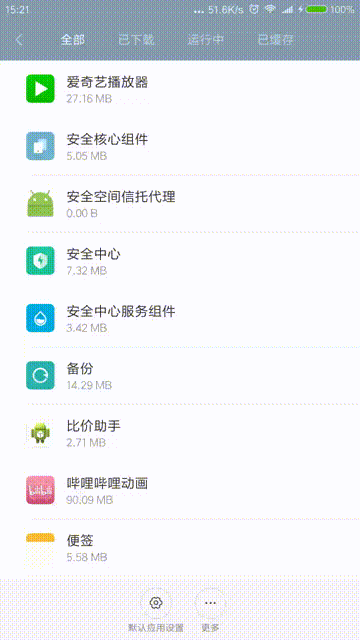 15:21 ... 51.6K/s 100%
全部 已下载 运行中 已缓存
爱奇艺播放器
27.16 MB
安全核心组件
5.05 MB
安全空间信托代理
0.00 B
安全中心
7.32 MB
安全中心服务组件
3.42 MB
备份
14.29 MB
比价助手
2.71 MB
哔哩哔哩动画
90.09 MB
便签
5.58 MB
默认应用设置 更多